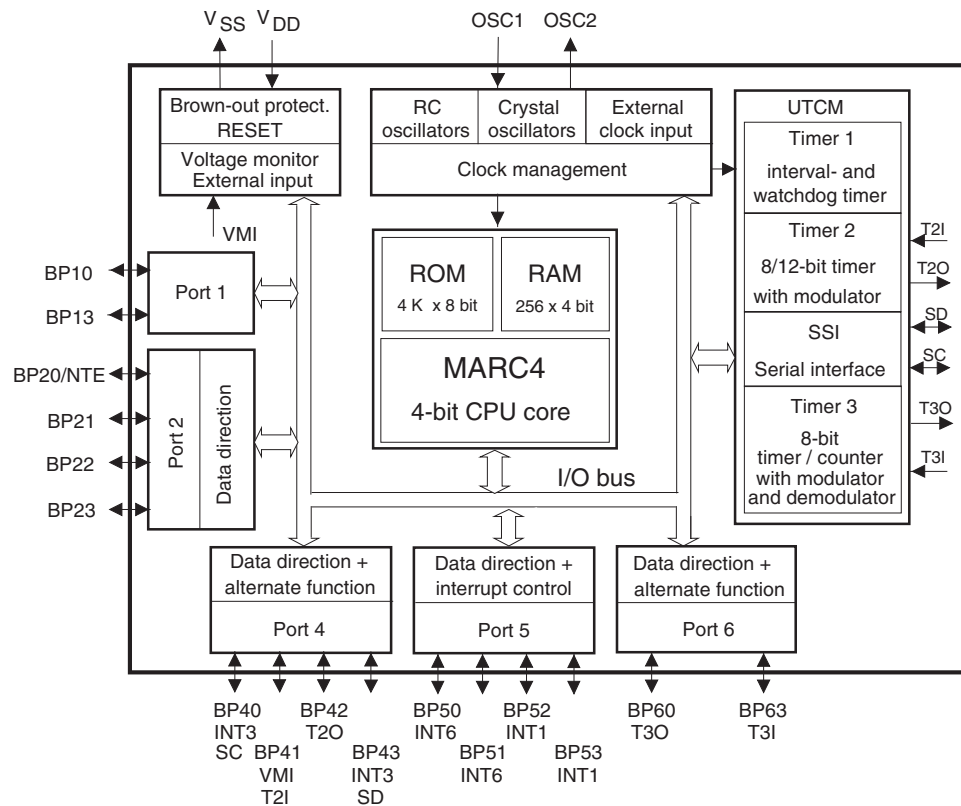 VSS
VDD
OSC1
OSC2
Brown-out protect.
RESET
Voltage monitor
External input
VMI
RC
oscillators
Crystal
oscillators
External
clock input
Clock management
UTCM
Timer 1
interval- and
watchdog timer
Timer 2
8/12-bit timer
with modulator
SSI
Serial interface
Timer 3
8-bit
timer / counter
with modulator
and demodulator
T2I
T2O
SD
SC
T3O
T3I
ROM
4 K x 8 bit
RAM
256 x 4 bit
MARC4
4-bit CPU core
I/O bus
BP10
BP13
Port 1
BP20/NTE
BP21
BP22
BP23
Port 2
Data direction
Data direction +
alternate function
Port 4
Data direction +
interrupt control
Port 5
Data direction +
alternate function
Port 6
BP40
INT3
SC
BP41
VMI
T2I
BP42
T2O
BP43
INT3
SD
BP50
INT6
BP51
INT6
BP52
INT1
BP53
INT1
BP60
T3O
BP63
T3I